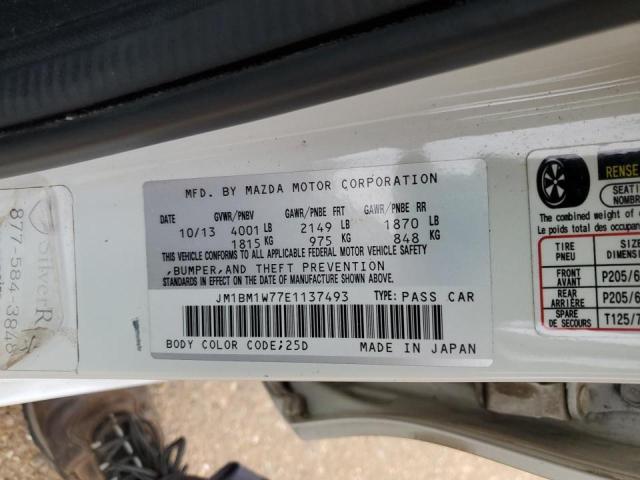 MFD. BY MAZDA MOTOR CORPORATION
DATE GVWR/PNBV GAWR/PNBE FRT GAWR/PNBE RR
10/13 4001 LB 2149 LB 1870 LB
1815 KG 975 KG 848 KG
THIS VEHICLE CONFORMS TO ALL APPLICABLE FEDERAL MOTOR VEHICLE SAFETY
,BUMPER,AND THEFT PREVENTION
STANDARDS IN EFFECT ON THE DATE OF MANUFACTURE SHOWN ABOVE.
JM1BM1W77E1137493 TYPE:PASS CAR
BODY COLOR CODE;25D MADE IN JAPAN
877-584-3848
RENSE
SEATI
NOMBR
The combined weight of
Le poids total des occupan
TIRE SIZ
PNEU DIMENS
FRONT
AVANT P205/6
REAR
ARRIERE P205/6
SPARE
DE SECOURS T125/7